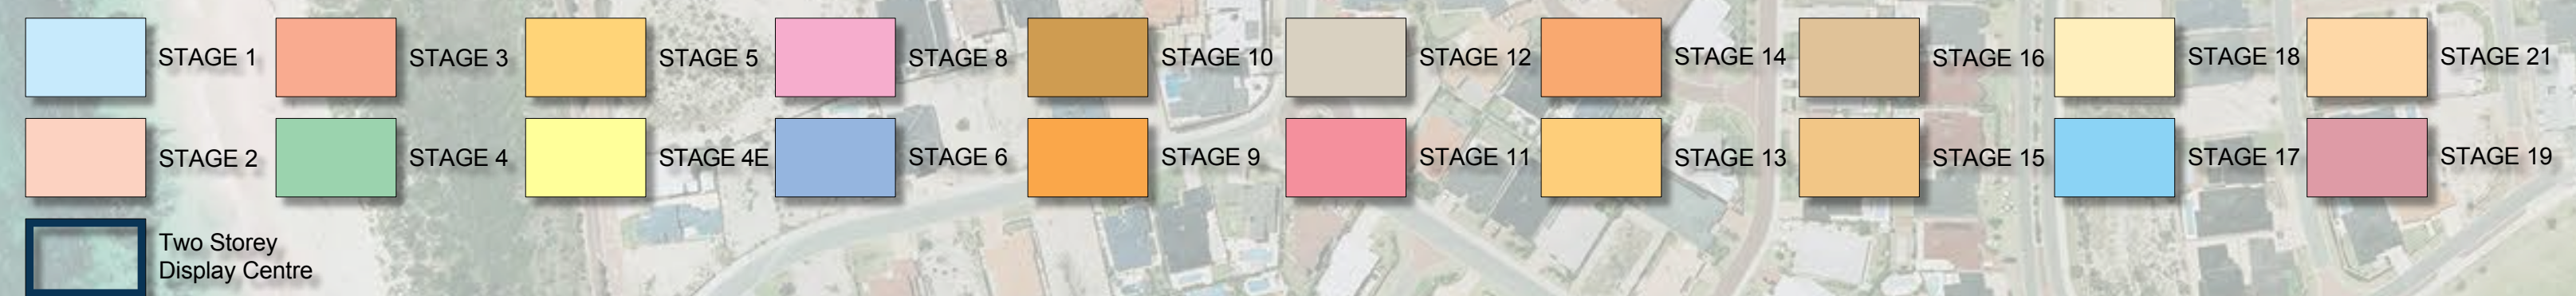 STAGE 1
STAGE 3
STAGE 5
STAGE 8
STAGE 10
STAGE 12
STAGE 14
STAGE 16
STAGE 18
STAGE 21
STAGE 2
STAGE 4
STAGE 4E
STAGE 6
STAGE 9
STAGE 11
STAGE 13
STAGE 15
STAGE 17
STAGE 19
Two Storey
Display Centre